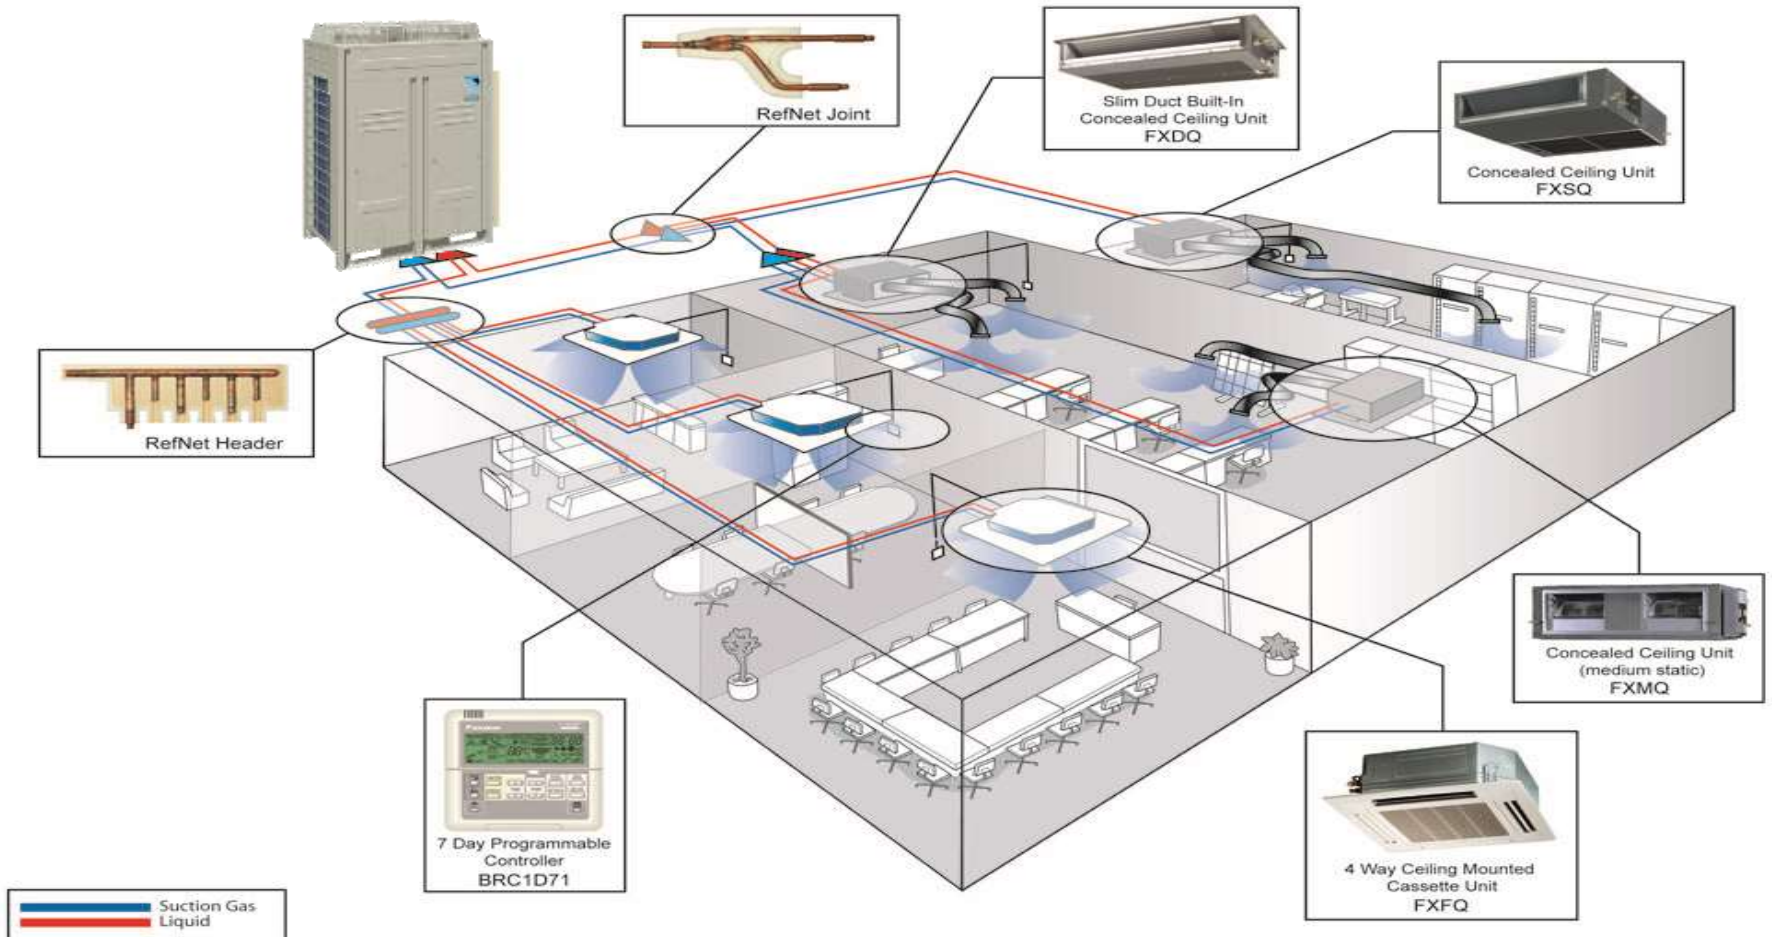 RefNet Joint
Slim Duct Built-In
Concealed Ceiling Unit
FXDQ
Concealed Ceiling Unit
FXSQ
RefNet Header
Concealed Ceiling Unit
(medium static)
FXMQ
7 Day Programmable
Controller
BRC1D71
4 Way Ceiling Mounted
Cassette Unit
FXFQ
Suction Gas
Liquid